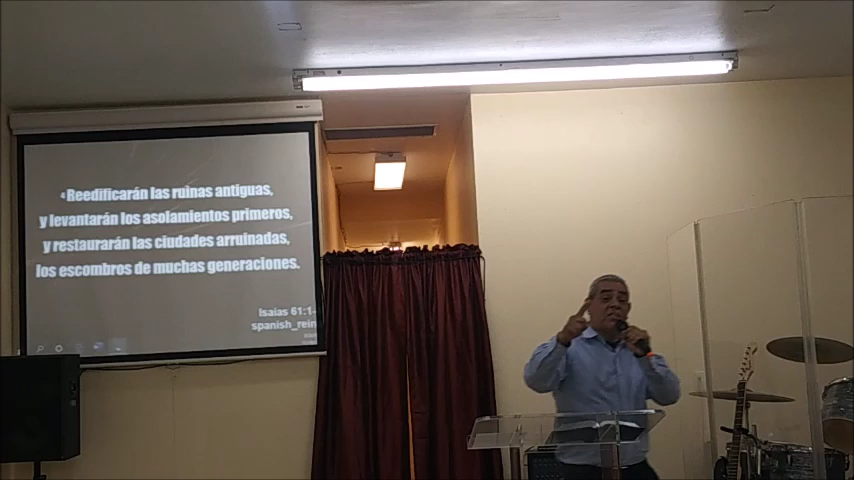 4 Reedificarán las ruinas antiguas,
y levantarán los asolamientos primeros,
y restaurarán las ciudades arruinadas,
los escombros de muchas generaciones.
Isaías 61:1-
spanish_rein